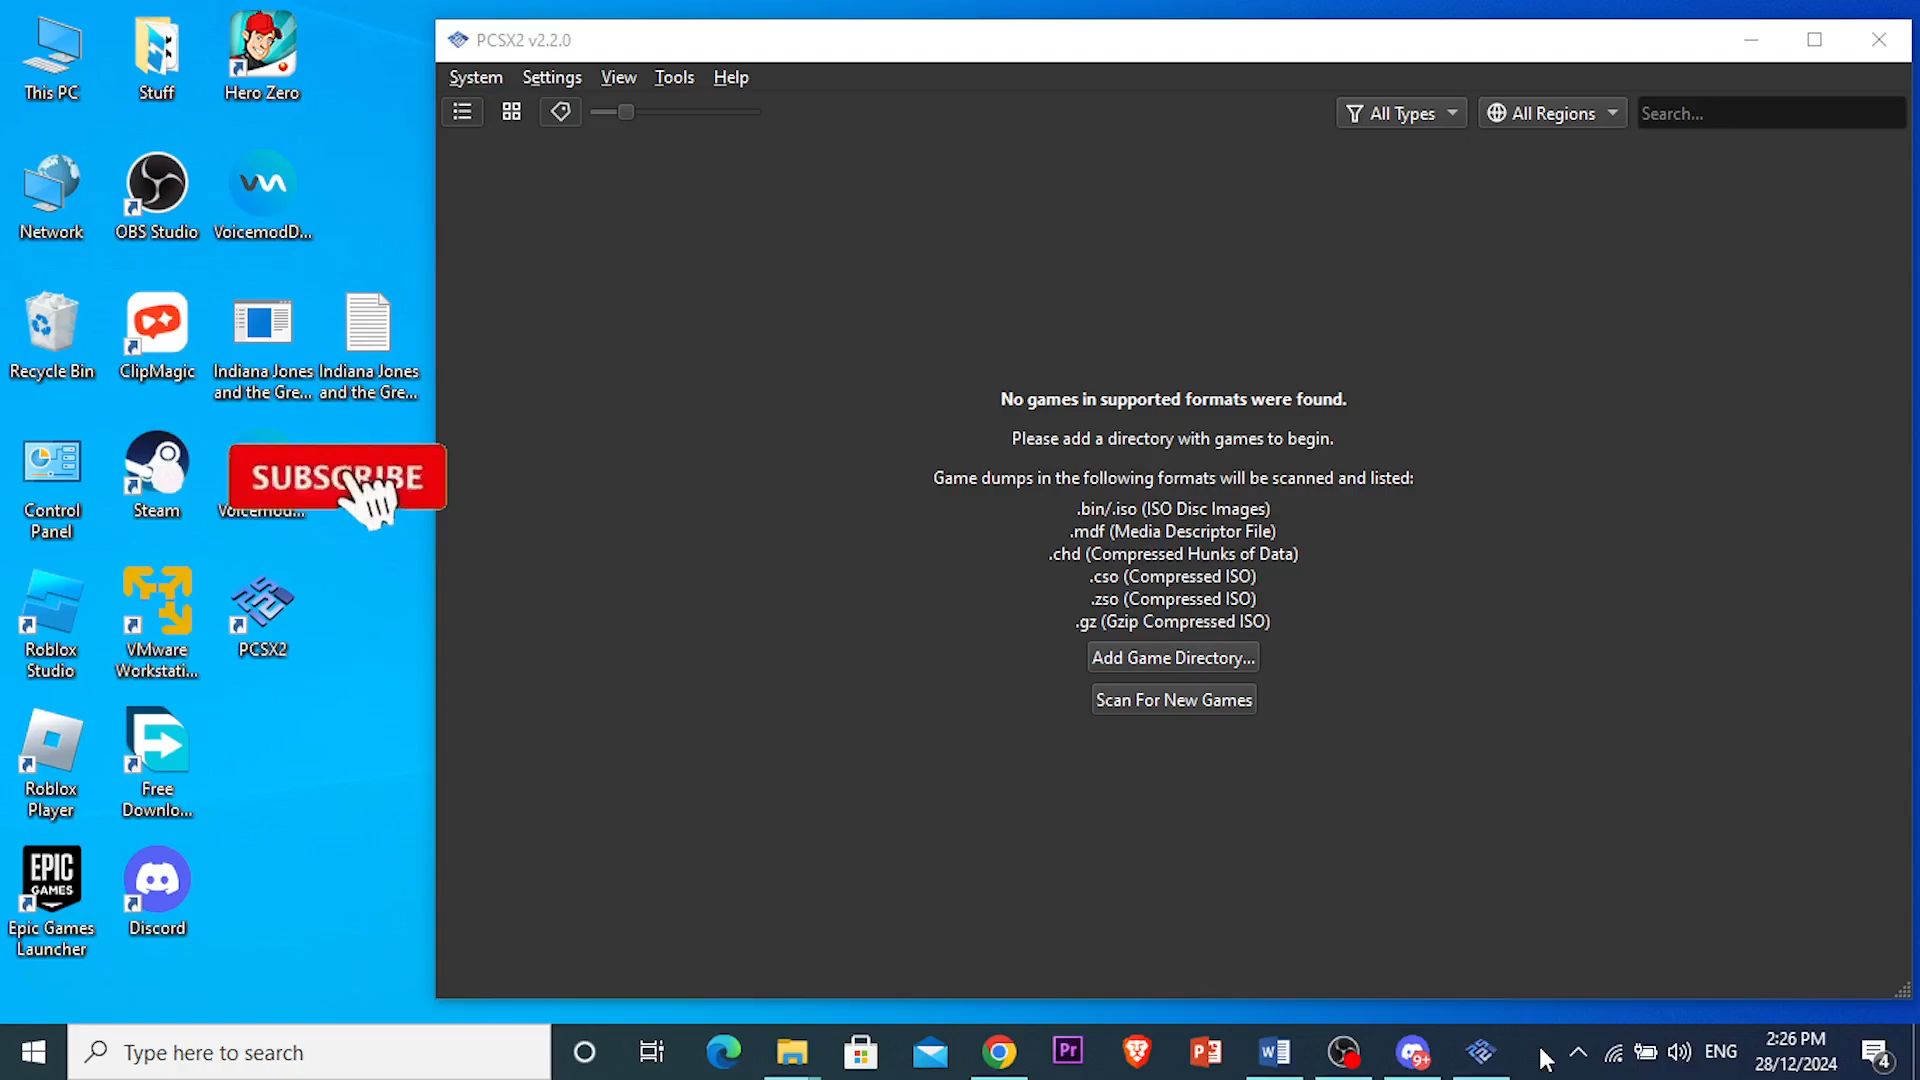 This PC
Stuff
Hero Zero
Network
OBS Studio
VoicemodD...
Recycle Bin
ClipMagic
Indiana Jones
and the Gre...
Indiana Jones
and the Gre...
Control
Panel
Steam
SUBSCRIBE
Voicemod...
Roblox
Studio
VMware
Workstati...
PCSX2
Roblox
Player
Free
Downlo...
EPIC
GAMES
Epic Games
Launcher
Discord
PCSX2 v2.2.0
System
Settings
View
Tools
Help
All Types
All Regions
Search...
No games in supported formats were found.
Please add a directory with games to begin.
Game dumps in the following formats will be scanned and listed:
.bin/.iso (ISO Disc Images)
.mdf (Media Descriptor File)
.chd (Compressed Hunks of Data)
.cso (Compressed ISO)
.zso (Compressed ISO)
.gz (Gzip Compressed ISO)
Add Game Directory...
Scan For New Games
Type here to search
Pr
9+
ENG
2:26 PM
28/12/2024
4